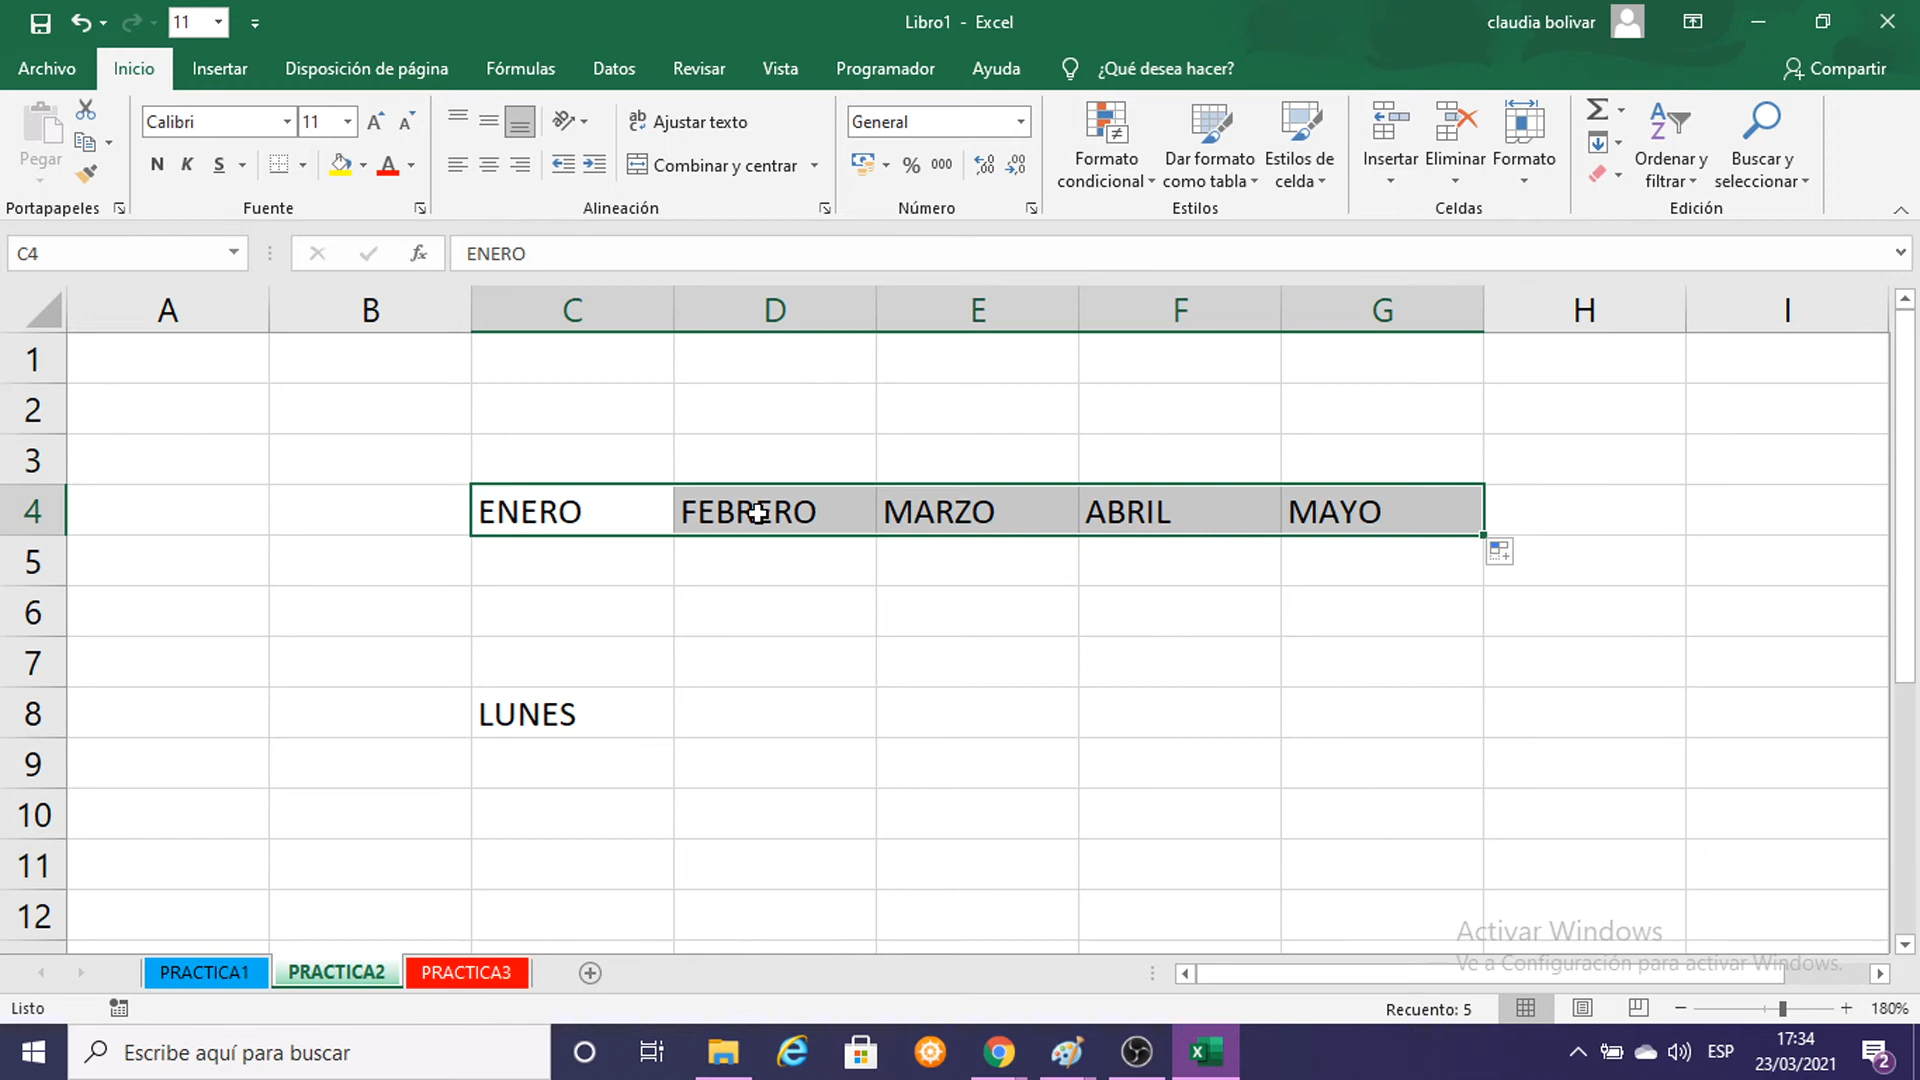 11
Libro1 - Excel
claudia bolivar
Archivo Inicio Insertar Disposición de página Fórmulas Datos Revisar Vista Programador Ayuda ¿Qué desea hacer? Compartir
Pegar
Calibri 11
N K S
A A A
Ajustar texto
Combinar y centrar
General
% 000
Formato condicional
Dar formato como tabla
Estilos de celda
Insertar Eliminar Formato
Ordenar y filtrar
Buscar y seleccionar
Portapapeles Fuente Alineación Número Estilos Celdas Edición
C4 fx ENERO
A B C D E F G H I
1
2
3
4 ENERO FEBRERO MARZO ABRIL MAYO
5
6
7
8 LUNES
9
10
11
12
Activar Windows
Ve a Configuración para activar Windows.
PRACTICA1 PRACTICA2 PRACTICA3
Listo Recuento: 5 180%
Escribe aquí para buscar
ESP
17:34
23/03/2021
2